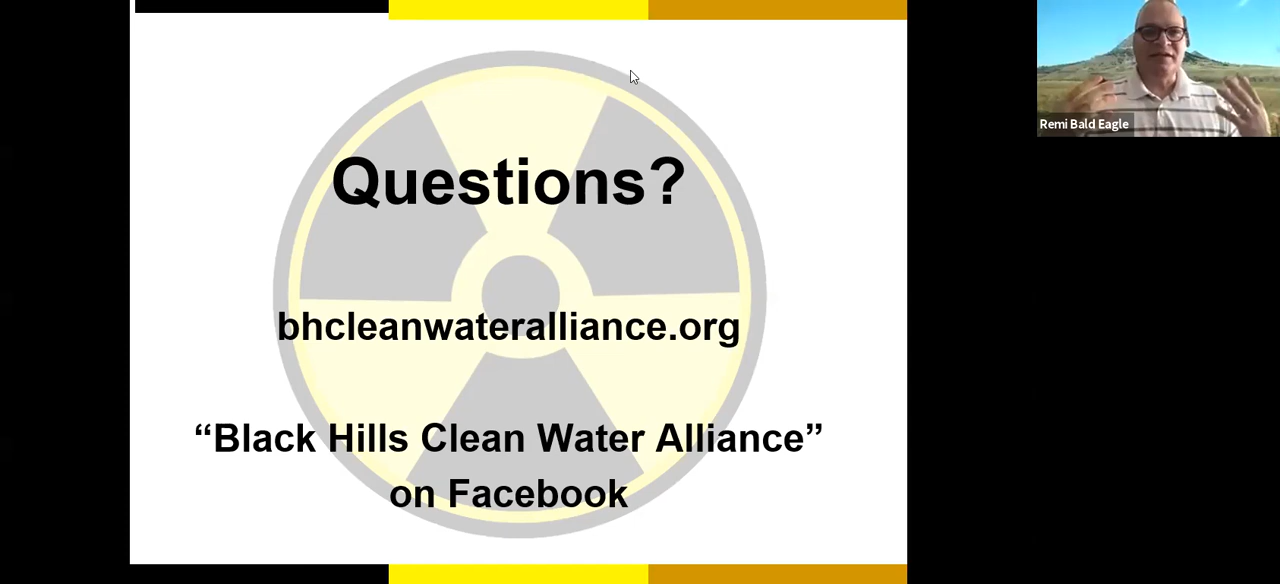 Questions?
bhcleanwateralliance.org
“Black Hills Clean Water Alliance”
on Facebook
Remi Bald Eagle